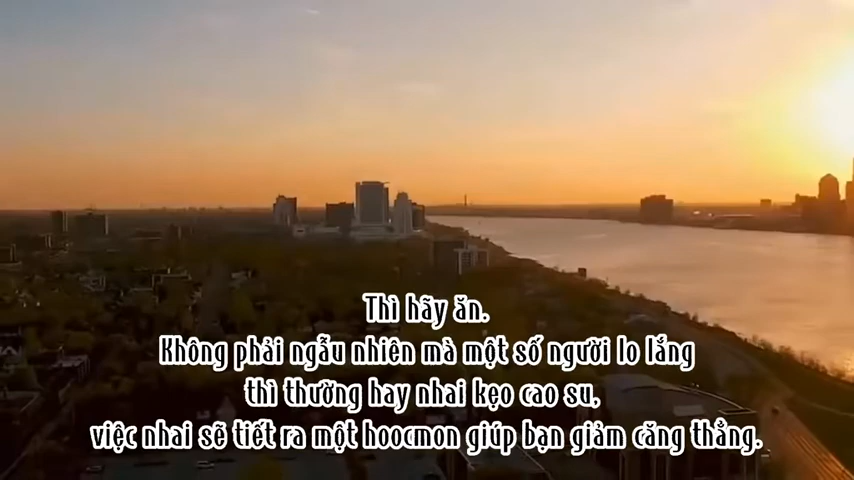 Thì hãy ăn.
Không phải ngẫu nhiên mà một số người lo lắng
thì thường hay nhai kẹo cao su,
việc nhai sẽ tiết ra một hoocmon giúp bạn giảm căng thẳng.